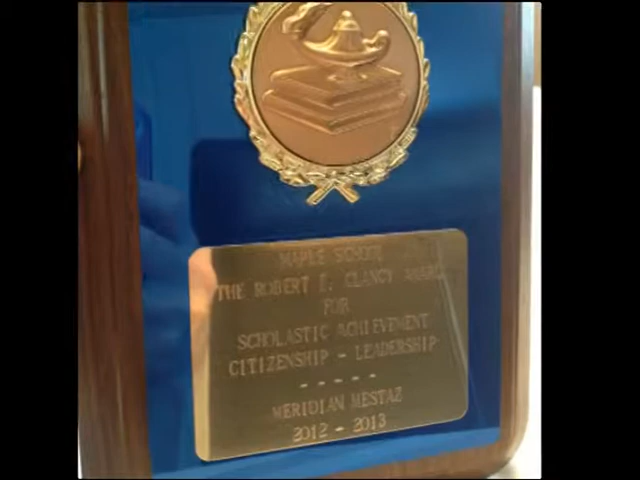 MAPLE SCHOOL
THE ROBERT E. CLANCY AWARD
FOR
SCHOLASTIC ACHIEVEMENT
CITIZENSHIP - LEADERSHIP
- - - - -
MERIDIAN MESTAZ
2012 - 2013